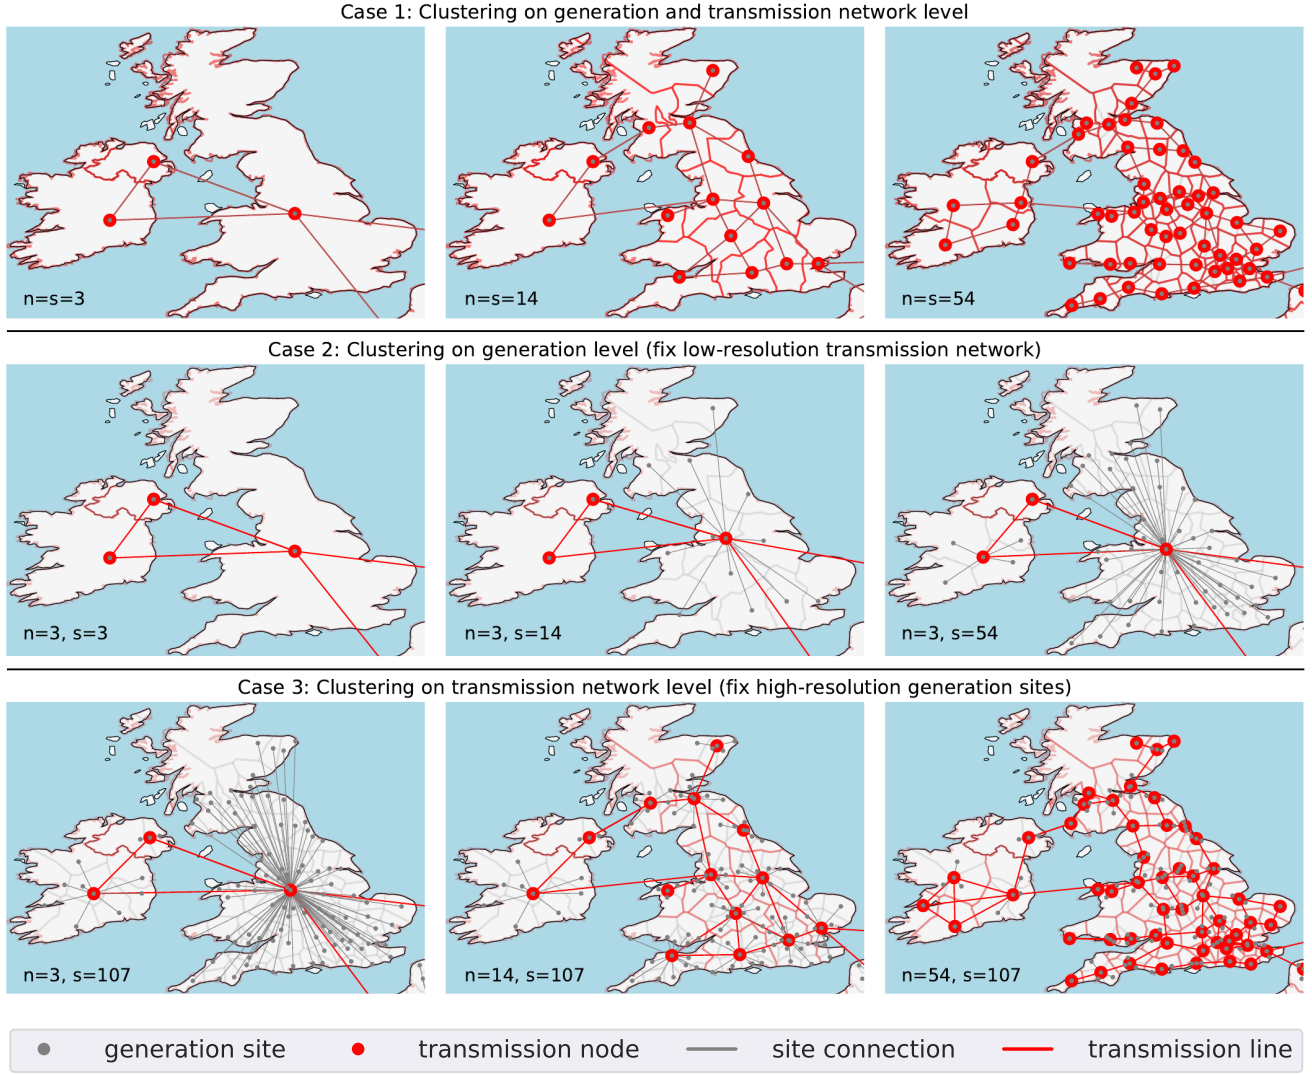 Case 1: Clustering on generation and transmission network level
n=s=3
n=s=14
n=s=54
Case 2: Clustering on generation level (fix low-resolution transmission network)
n=3, s=3
n=3, s=14
n=3, s=54
Case 3: Clustering on transmission network level (fix high-resolution generation sites)
n=3, s=107
n=14, s=107
n=54, s=107
generation site
transmission node
site connection
transmission line